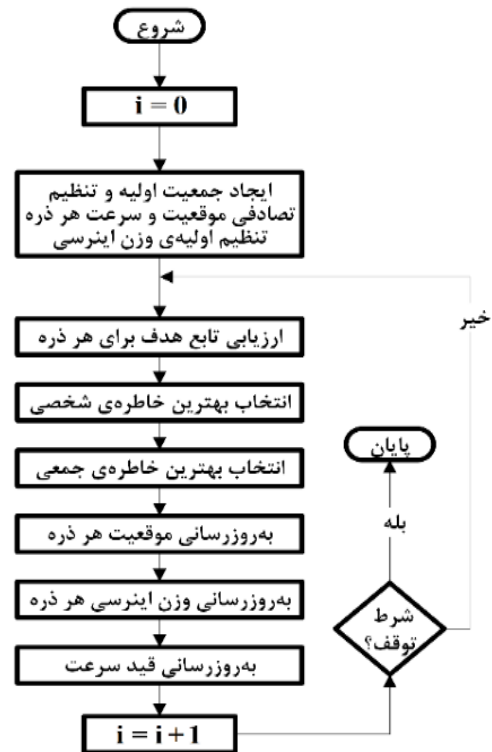 شروع
i = 0
ایجاد جمعیت اولیه و تنظیم
تصادفی موقعیت و سرعت هر ذره
تنظیم اولیه‌ی وزن اینرسی
ارزیابی تابع هدف برای هر ذره
انتخاب بهترین خاطره‌ی شخصی
انتخاب بهترین خاطره‌ی جمعی
به‌روزرسانی موقعیت هر ذره
به‌روزرسانی وزن اینرسی هر ذره
به‌روزرسانی قید سرعت
i = i+1
شرط
توقف؟
بله
پایان
خیر